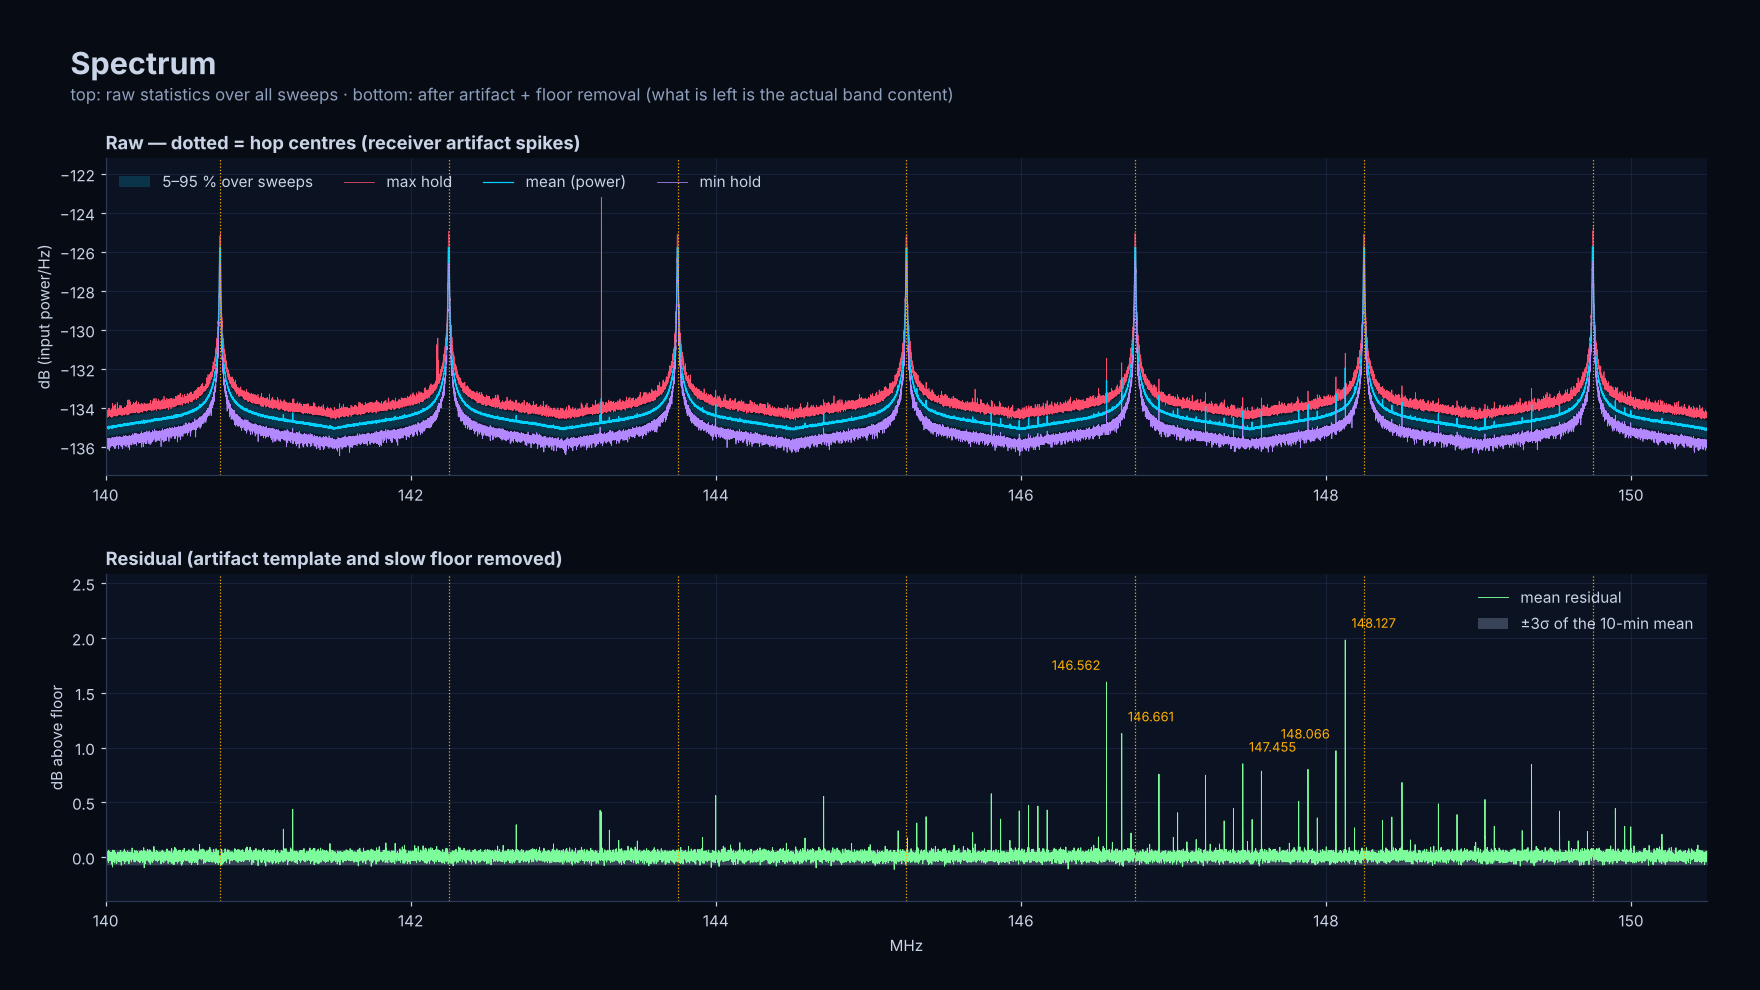 Spectrum
top: raw statistics over all sweeps · bottom: after artifact + floor removal (what is left is the actual band content)
Raw — dotted = hop centres (receiver artifact spikes)
5–95 % over sweeps max hold mean (power) min hold
dB (input power/Hz)
−122
−124
−126
−128
−130
−132
−134
−136
140 142 144 146 148 150
Residual (artifact template and slow floor removed)
mean residual
±3σ of the 10-min mean
dB above floor
2.5
2.0
1.5
1.0
0.5
0.0
148.127
146.562
146.661
148.066
147.455
140 142 144 146 148 150
MHz